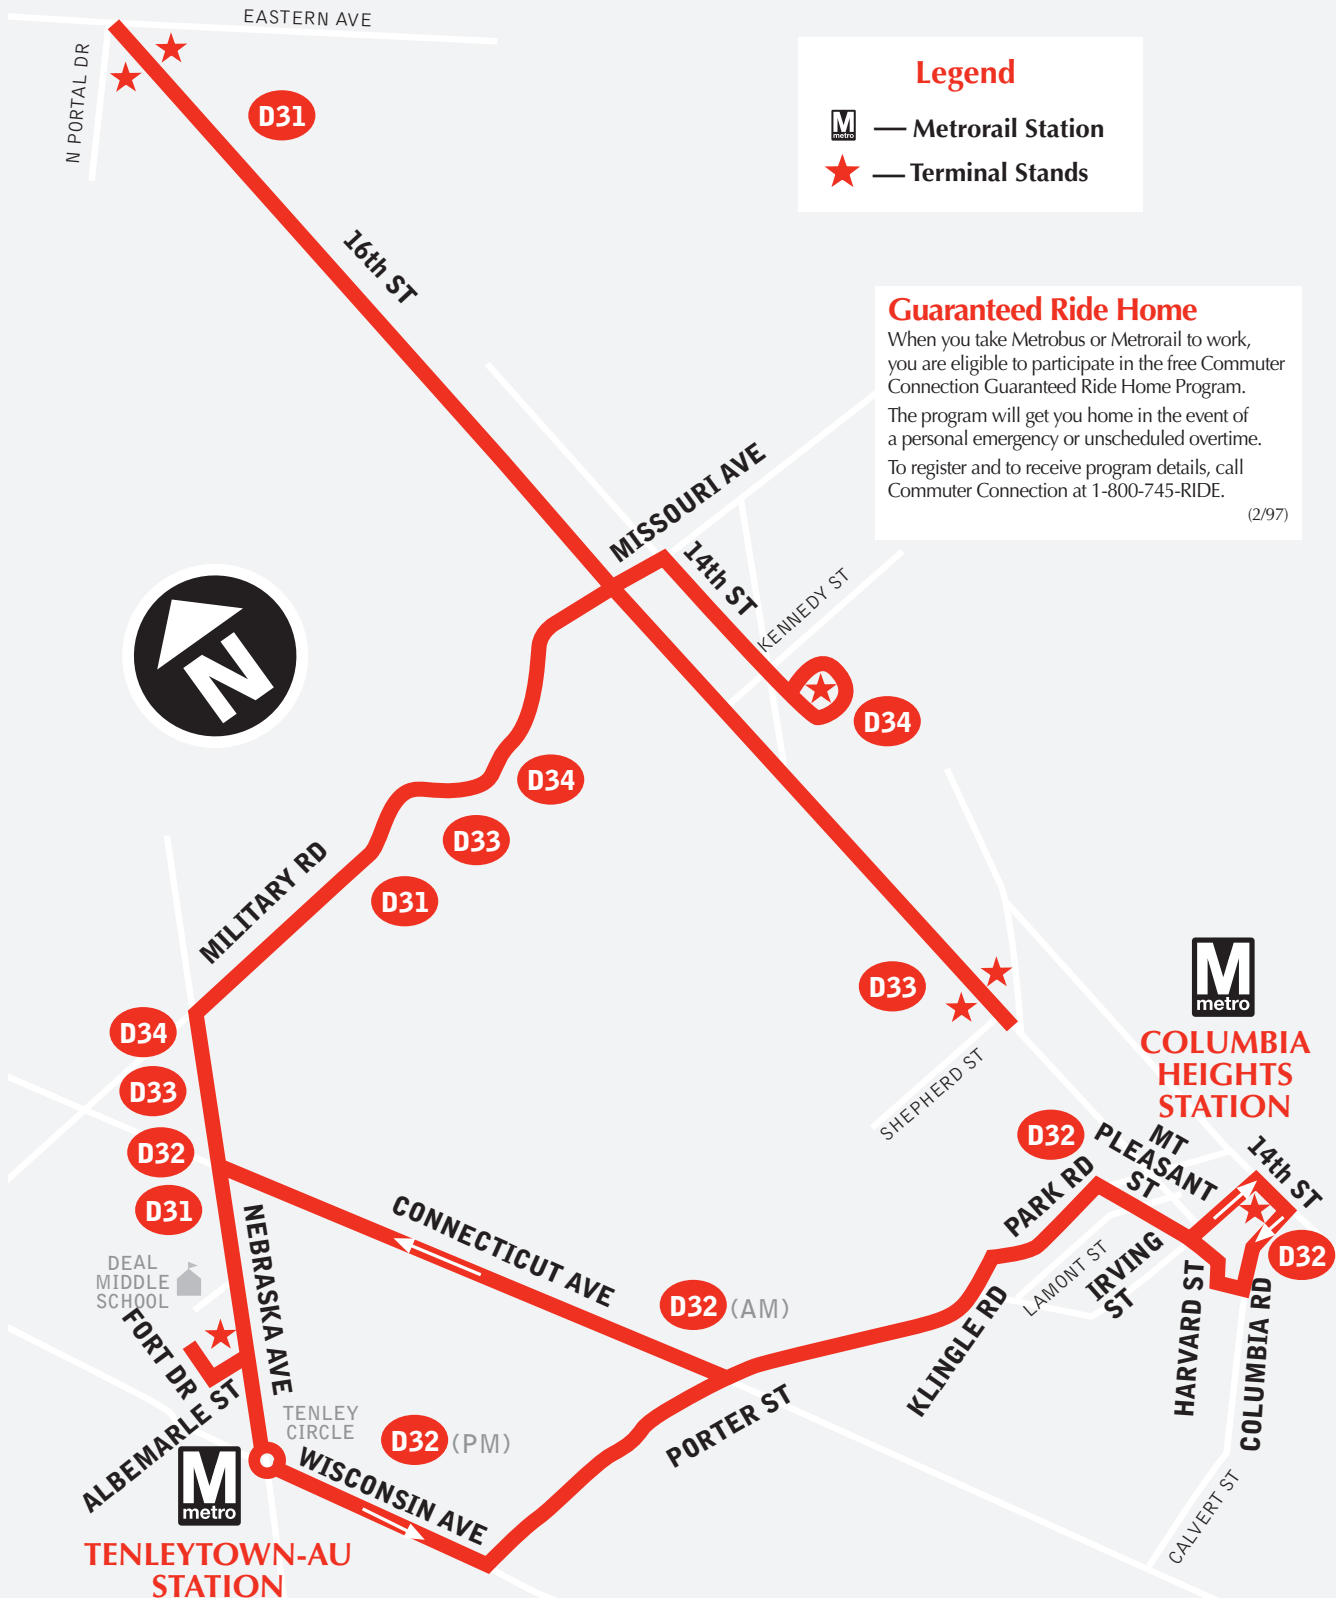 EASTERN AVE
N PORTAL DR
D31
16th ST
Legend
M
metro
— Metrorail Station
— Terminal Stands
Guaranteed Ride Home
When you take Metrobus or Metrorail to work,
you are eligible to participate in the free Commuter
Connection Guaranteed Ride Home Program.
The program will get you home in the event of
a personal emergency or unscheduled overtime.
To register and to receive program details, call
Commuter Connection at 1-800-745-RIDE.
(2/97)
MISSOURI AVE
14th ST
KENNEDY ST
N
D34
D34
D33
D31
MILITARY RD
D33
SHEPHERD ST
M
metro
COLUMBIA
HEIGHTS
STATION
D34
D33
D32
D31
D32
MT
PLEASANT
ST
14th ST
PARK RD
LAMONT ST
IRVING
ST
D32
HARVARD ST
COLUMBIA RD
KLINGLE RD
CONNECTICUT AVE
NEBRASKA AVE
DEAL
MIDDLE
SCHOOL
FORT DR
ALBEMARLE ST
D32 (AM)
PORTER ST
TENLEY
CIRCLE
D32 (PM)
WISCONSIN AVE
CALVERT ST
M
metro
TENLEYTOWN-AU
STATION